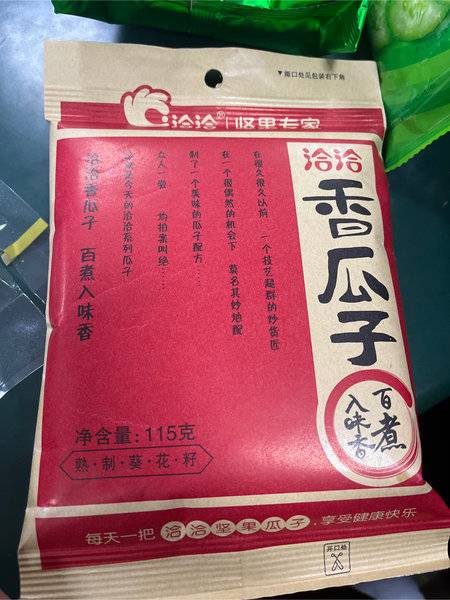 ▼撕口处见包装右下角
洽洽®|坚果专家
洽洽
香瓜子
百煮
入味香
在很久很久以前 一个技艺超群的炒货匠
在一个很偶然的机会下 莫名其妙地配
制了一个美味的瓜子配方……
众人一尝 均拍案叫绝……
今天的洽洽系列瓜子
洽洽香瓜子 百煮入味香
净含量:115克
熟·制·葵·花·籽
每天一把 洽洽坚果瓜子·享受健康快乐
开口处